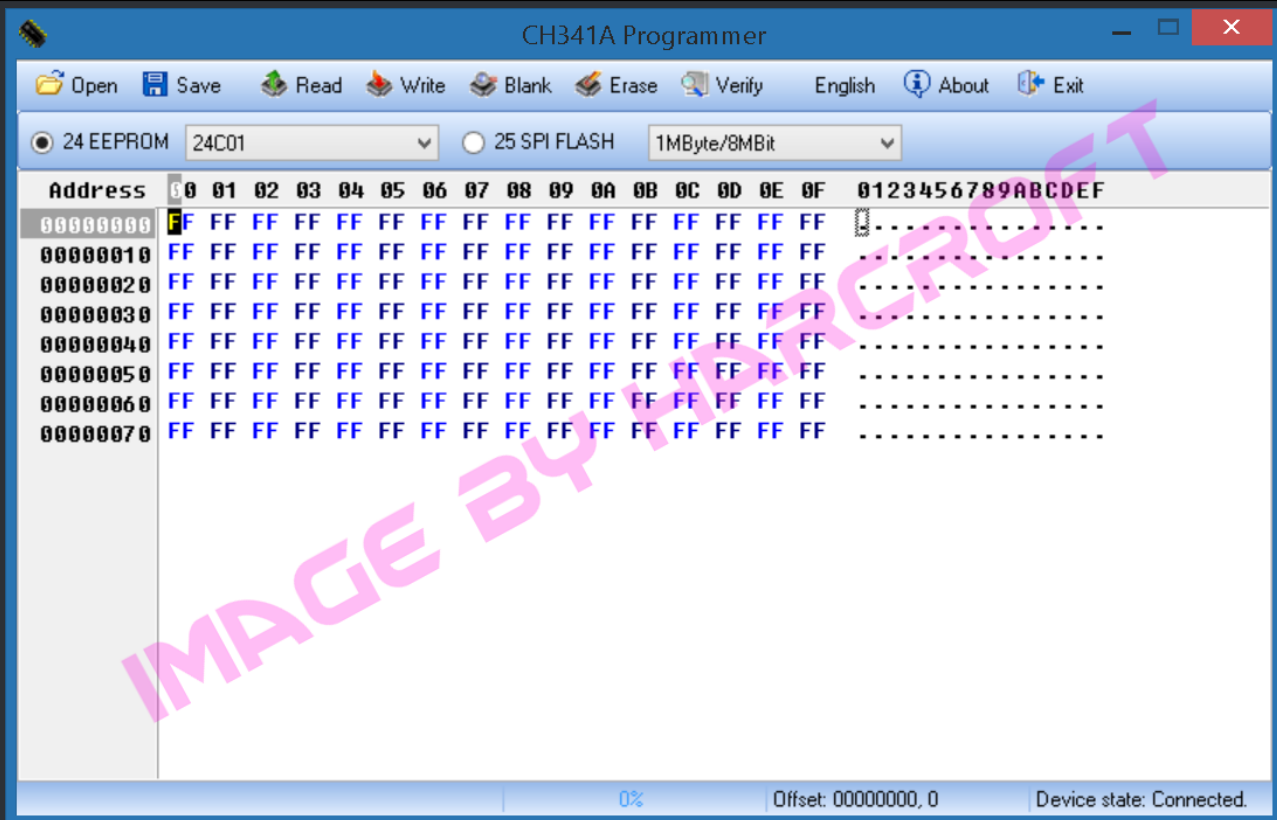 CH341A Programmer
Open Save Read Write Blank Erase Verify English About Exit
24 EEPROM 24C01 25 SPI FLASH 1MByte/8MBit
Address 00 01 02 03 04 05 06 07 08 09 0A 0B 0C 0D 0E 0F 0123456789ABCDEF
00000000 FF FF FF FF FF FF FF FF FF FF FF FF FF FF FF FF ................
00000010 FF FF FF FF FF FF FF FF FF FF FF FF FF FF FF FF ................
00000020 FF FF FF FF FF FF FF FF FF FF FF FF FF FF FF FF ................
00000030 FF FF FF FF FF FF FF FF FF FF FF FF FF FF FF FF ................
00000040 FF FF FF FF FF FF FF FF FF FF FF FF FF FF FF FF ................
00000050 FF FF FF FF FF FF FF FF FF FF FF FF FF FF FF FF ................
00000060 FF FF FF FF FF FF FF FF FF FF FF FF FF FF FF FF ................
00000070 FF FF FF FF FF FF FF FF FF FF FF FF FF FF FF FF ................
IMAGE BY HARCROFT
0% Offset: 00000000, 0 Device state: Connected.